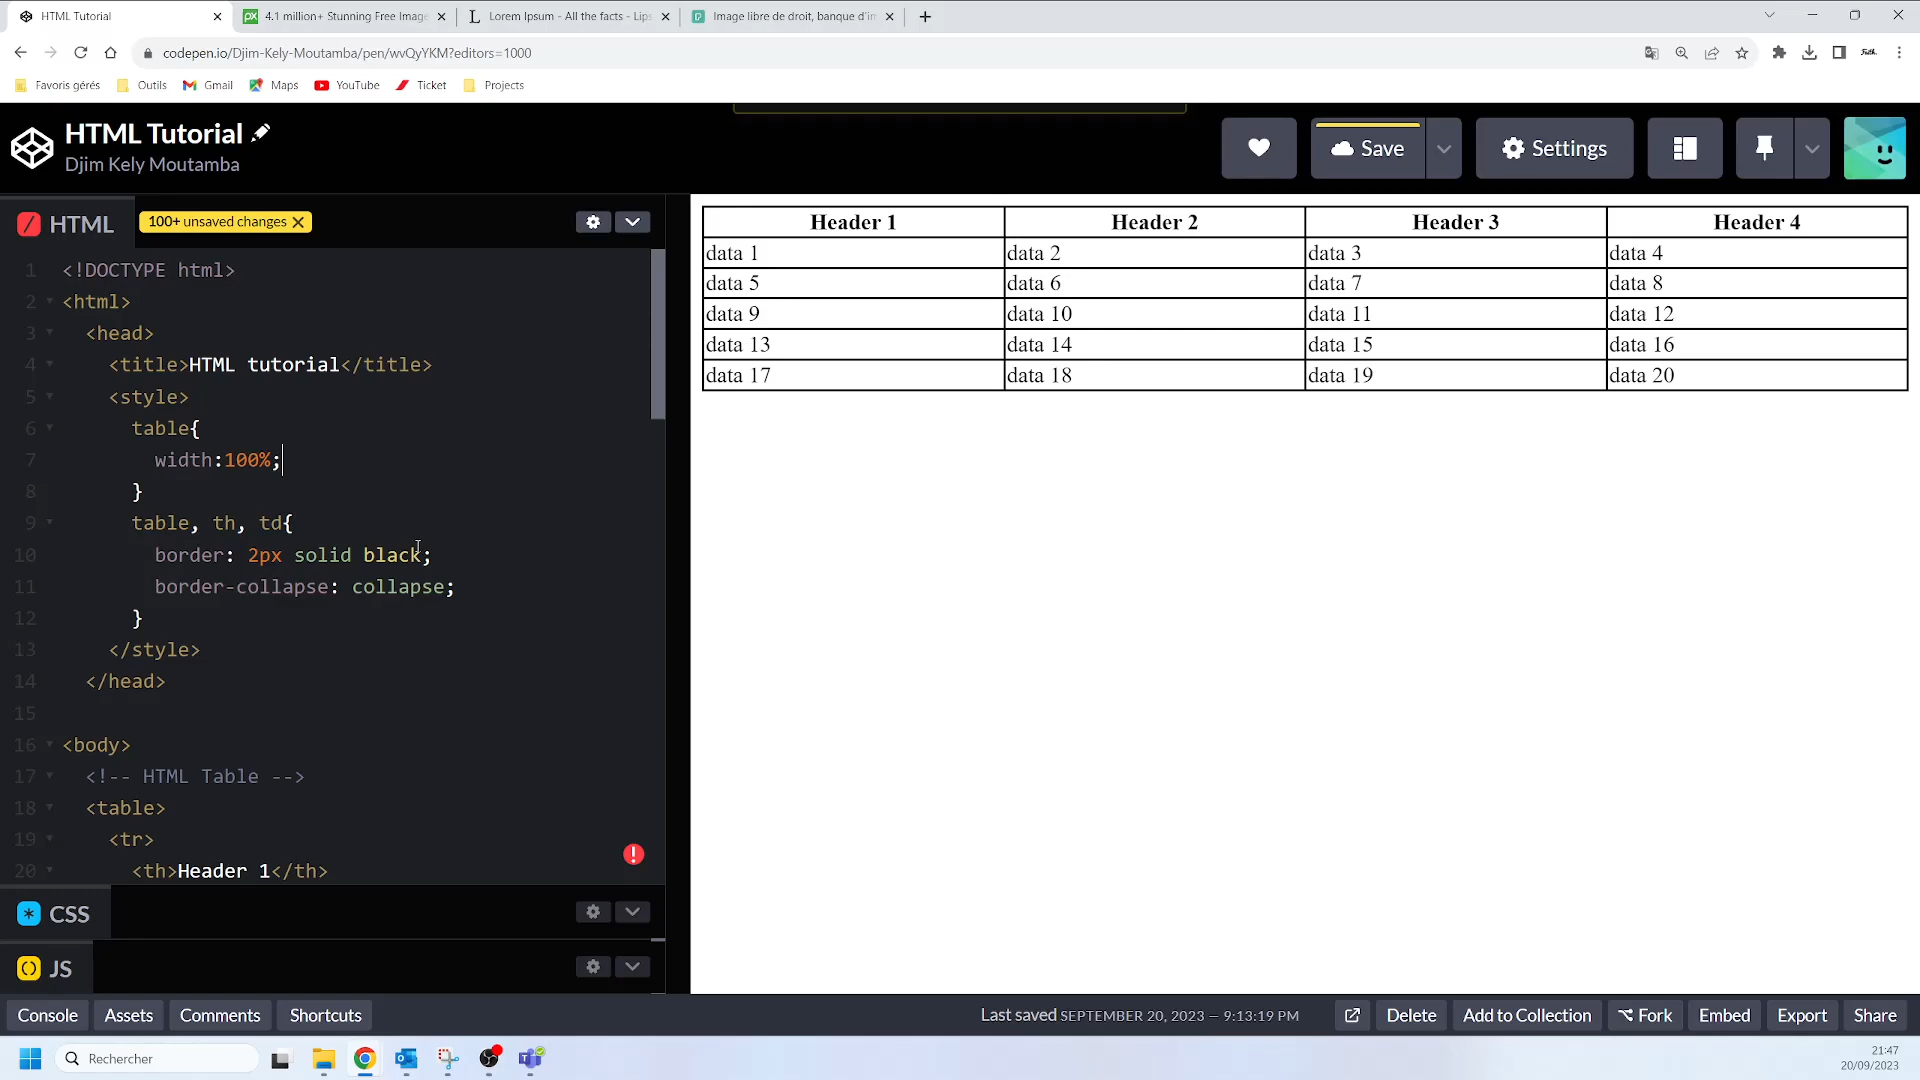 HTML Tutorial
4.1 million+ Stunning Free Image
Lorem Ipsum - All the facts - Lips
Image libre de droit, banque d'im
codepen.io/Djim-Kely-Moutamba/pen/wvQyYKM?editors=1000
Favoris gérés Outils Gmail Maps YouTube Ticket Projects
HTML Tutorial
Djim Kely Moutamba
Save
Settings
HTML
100+ unsaved changes
1 <!DOCTYPE html>
2 <html>
3 <head>
4 <title>HTML tutorial</title>
5 <style>
6 table{
7 width:100%;
8 }
9 table, th, td{
10 border: 2px solid black;
11 border-collapse: collapse;
12 }
13 </style>
14 </head>
15
16 <body>
17 <!-- HTML Table -->
18 <table>
19 <tr>
20 <th>Header 1</th>
CSS
JS
Header 1 Header 2 Header 3 Header 4
data 1 data 2 data 3 data 4
data 5 data 6 data 7 data 8
data 9 data 10 data 11 data 12
data 13 data 14 data 15 data 16
data 17 data 18 data 19 data 20
Console Assets Comments Shortcuts
Last saved SEPTEMBER 20, 2023 — 9:13:19 PM
Delete Add to Collection Fork Embed Export Share
Rechercher
21:47
20/09/2023